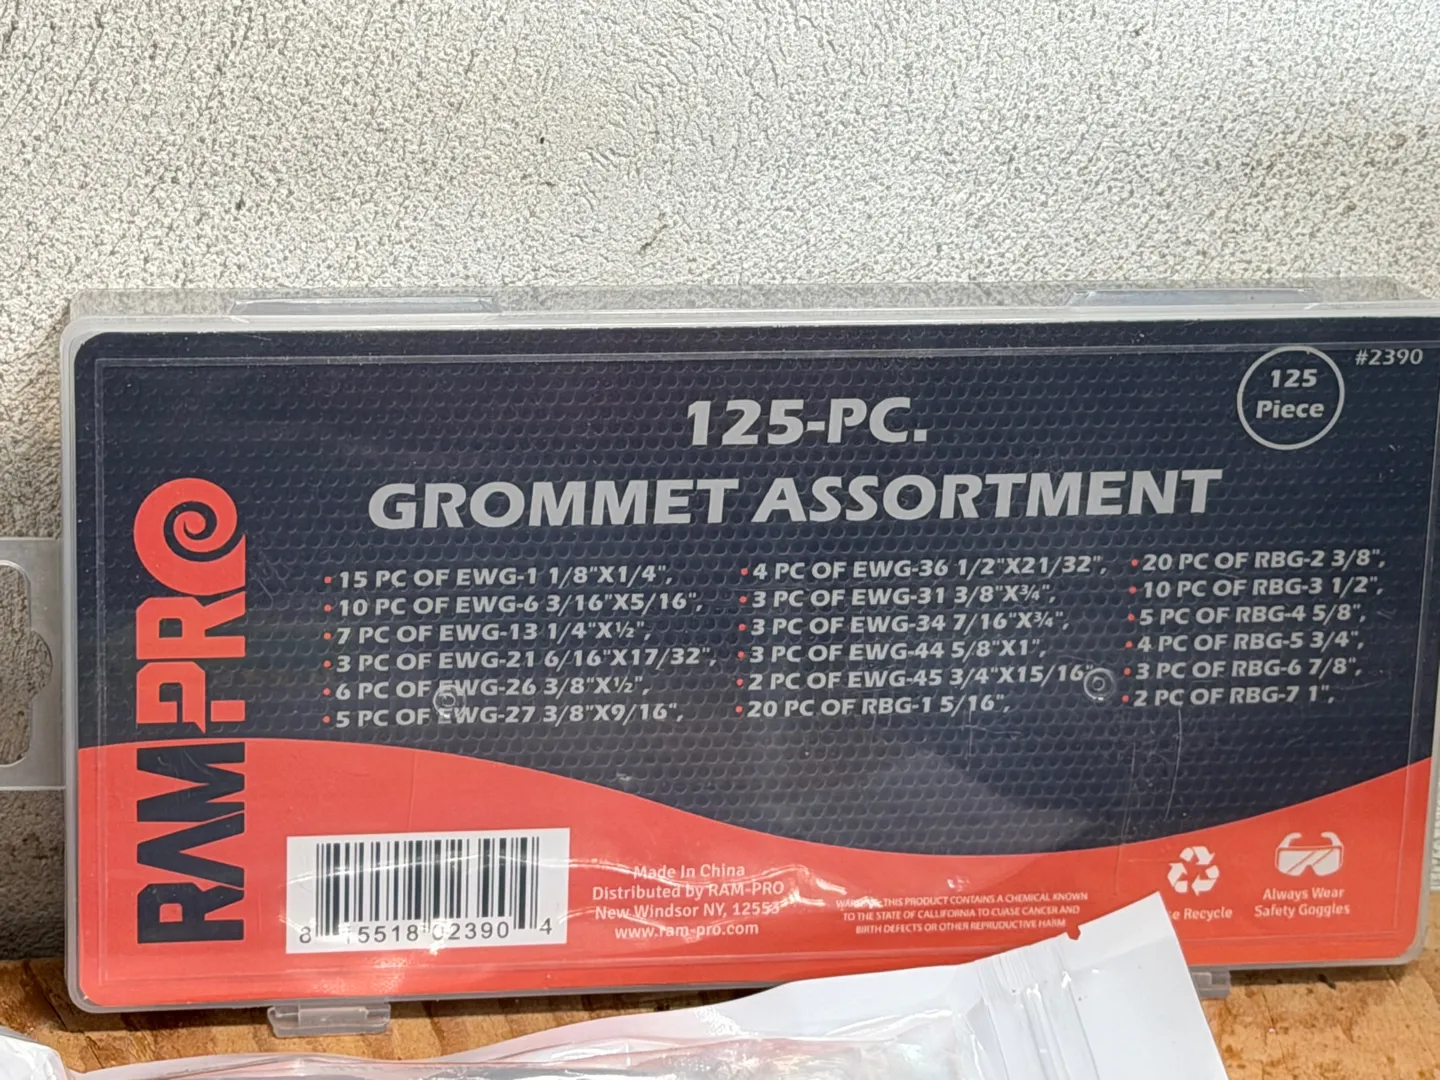 #2390
125
Piece
125-PC.
GROMMET ASSORTMENT
RAM-PRO
• 15 PC OF EWG-1 1/8"X1/4",
• 10 PC OF EWG-6 3/16"X5/16",
• 7 PC OF EWG-13 1/4"X½",
• 3 PC OF EWG-21 6/16"X17/32",
• 6 PC OF EWG-26 3/8"X½",
• 5 PC OF EWG-27 3/8"X9/16",
• 4 PC OF EWG-36 1/2"X21/32",
• 3 PC OF EWG-31 3/8"X¾",
• 3 PC OF EWG-34 7/16"X¾",
• 3 PC OF EWG-44 5/8"X1",
• 2 PC OF EWG-45 3/4"X15/16"
• 20 PC OF RBG-1 5/16",
• 20 PC OF RBG-2 3/8",
• 10 PC OF RBG-3 1/2",
• 5 PC OF RBG-4 5/8",
• 4 PC OF RBG-5 3/4",
• 3 PC OF RBG-6 7/8",
• 2 PC OF RBG-7 1",
8 15518 02390 4
Made In China
Distributed by RAM-PRO
New Windsor NY, 12553
www.ram-pro.com
THIS PRODUCT CONTAINS A CHEMICAL KNOWN
TO THE STATE OF CALLIFORNIA TO CUASE CANCER AND
BIRTH DEFECTS OR OTHER REPRODUCTIVE HARM
Recycle
Always Wear
Safety Goggles